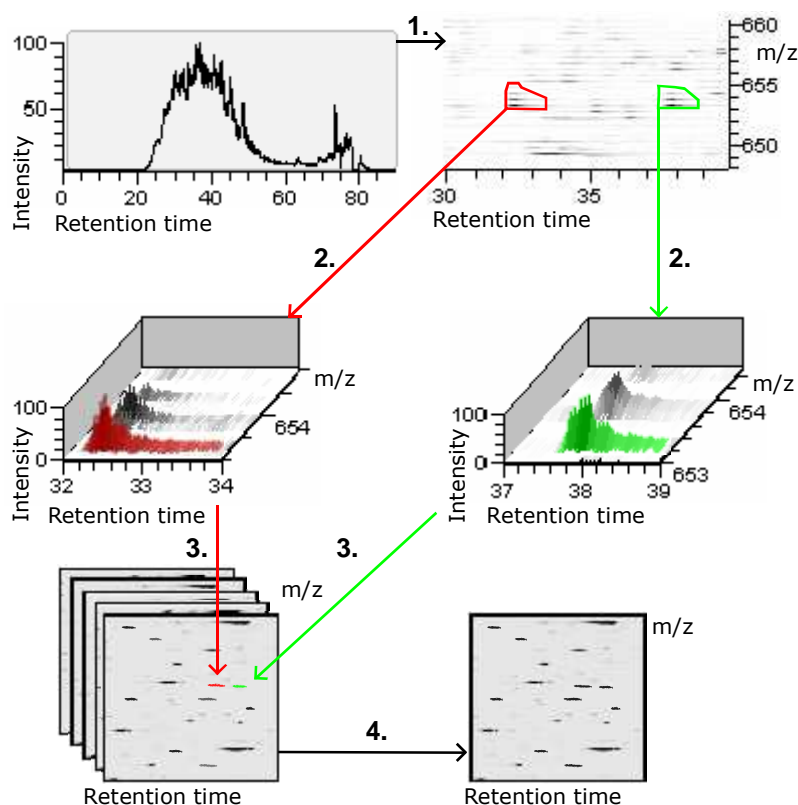 100
50
Intensity
0 20 40 60 80
Retention time
1.
660
m/z
655
650
30 35
Retention time
2.
2.
100
0
Intensity
32 33 34
654
m/z
Retention time
100
0
Intensity
37 38 39
653
654
m/z
Retention time
3.
3.
m/z
Retention time
4.
m/z
Retention time